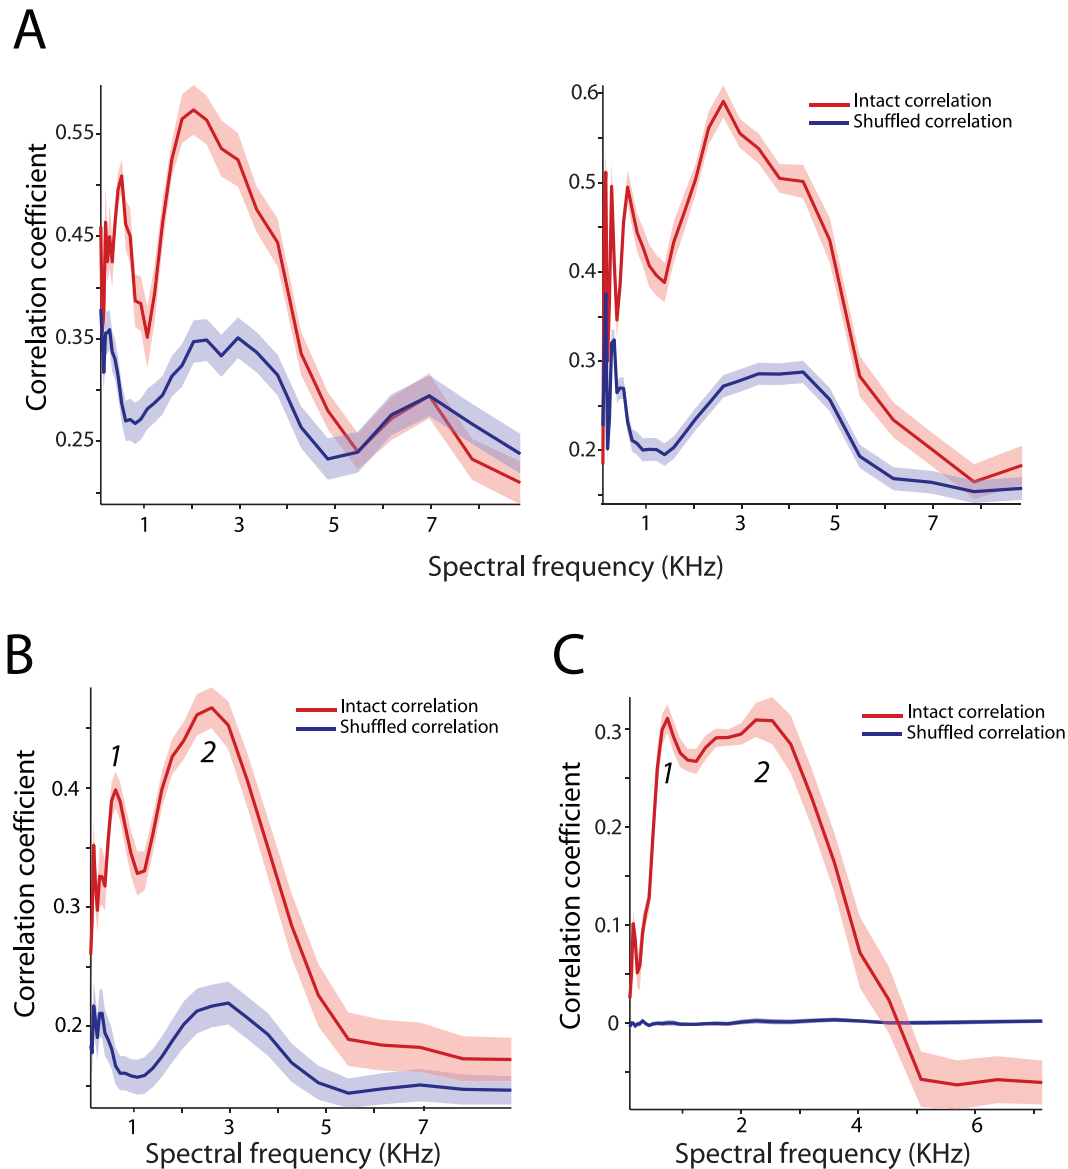 A
Correlation coefficient
0.55
0.45
0.35
0.25
1
3
5
7
0.6
0.5
0.4
0.3
0.2
1
3
5
7
Intact correlation
Shuffled correlation
Spectral frequency (KHz)
B
Correlation coefficient
0.4
0.3
0.2
1
2
Intact correlation
Shuffled correlation
1
3
5
7
Spectral frequency (KHz)
C
Correlation coefficient
0.3
0.2
0.1
0
1
2
Intact correlation
Shuffled correlation
2
4
6
Spectral frequency (KHz)